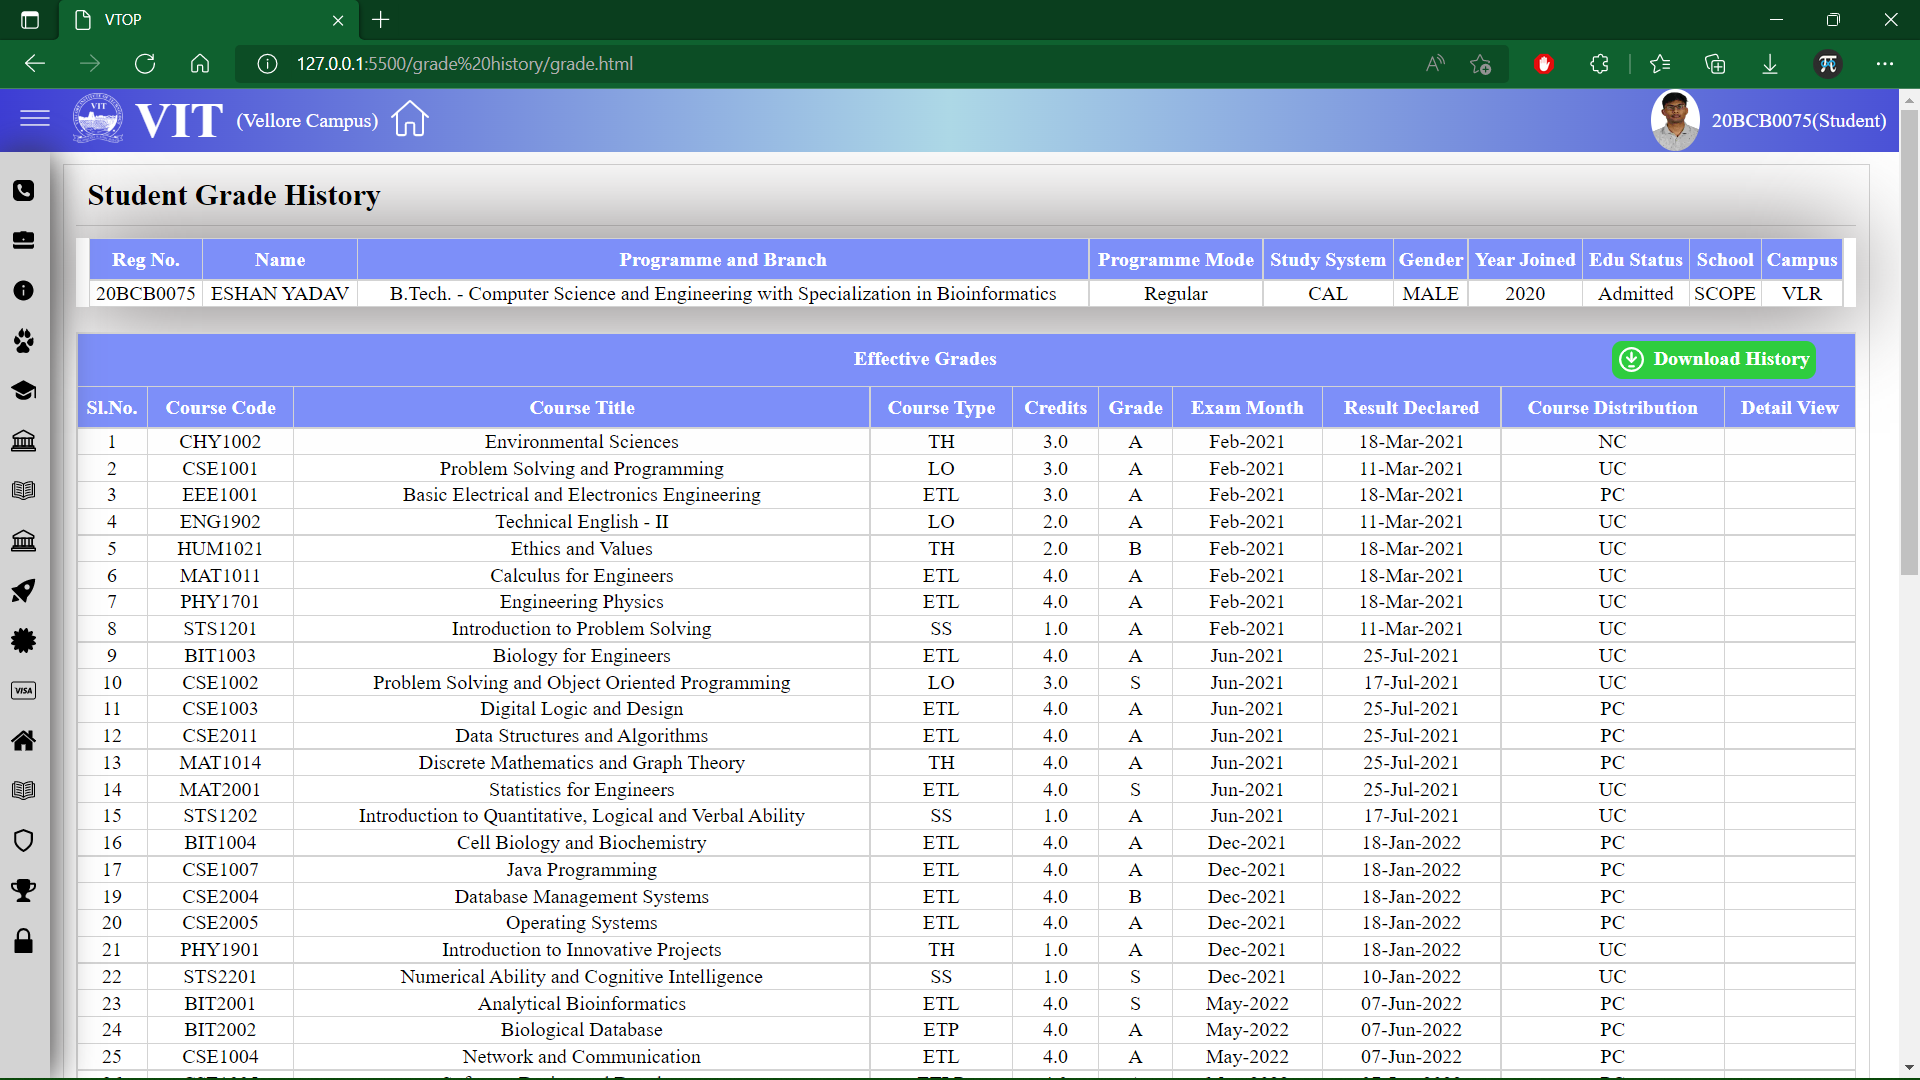 VTOP
127.0.0.1:5500/grade%20history/grade.html
VIT (Vellore Campus) 20BCB0075(Student)
Student Grade History
Reg No. Name Programme and Branch Programme Mode Study System Gender Year Joined Edu Status School Campus
20BCB0075 ESHAN YADAV B.Tech. - Computer Science and Engineering with Specialization in Bioinformatics Regular CAL MALE 2020 Admitted SCOPE VLR
Effective Grades Download History
Sl.No. Course Code Course Title Course Type Credits Grade Exam Month Result Declared Course Distribution Detail View
1 CHY1002 Environmental Sciences TH 3.0 A Feb-2021 18-Mar-2021 NC
2 CSE1001 Problem Solving and Programming LO 3.0 A Feb-2021 11-Mar-2021 UC
3 EEE1001 Basic Electrical and Electronics Engineering ETL 3.0 A Feb-2021 18-Mar-2021 PC
4 ENG1902 Technical English - II LO 2.0 A Feb-2021 11-Mar-2021 UC
5 HUM1021 Ethics and Values TH 2.0 B Feb-2021 18-Mar-2021 UC
6 MAT1011 Calculus for Engineers ETL 4.0 A Feb-2021 18-Mar-2021 UC
7 PHY1701 Engineering Physics ETL 4.0 A Feb-2021 18-Mar-2021 UC
8 STS1201 Introduction to Problem Solving SS 1.0 A Feb-2021 11-Mar-2021 UC
9 BIT1003 Biology for Engineers ETL 4.0 A Jun-2021 25-Jul-2021 UC
10 CSE1002 Problem Solving and Object Oriented Programming LO 3.0 S Jun-2021 17-Jul-2021 UC
11 CSE1003 Digital Logic and Design ETL 4.0 A Jun-2021 25-Jul-2021 PC
12 CSE2011 Data Structures and Algorithms ETL 4.0 A Jun-2021 25-Jul-2021 PC
13 MAT1014 Discrete Mathematics and Graph Theory TH 4.0 A Jun-2021 25-Jul-2021 PC
14 MAT2001 Statistics for Engineers ETL 4.0 S Jun-2021 25-Jul-2021 UC
15 STS1202 Introduction to Quantitative, Logical and Verbal Ability SS 1.0 A Jun-2021 17-Jul-2021 UC
16 BIT1004 Cell Biology and Biochemistry ETL 4.0 A Dec-2021 18-Jan-2022 PC
17 CSE1007 Java Programming ETL 4.0 A Dec-2021 18-Jan-2022 PC
19 CSE2004 Database Management Systems ETL 4.0 B Dec-2021 18-Jan-2022 PC
20 CSE2005 Operating Systems ETL 4.0 A Dec-2021 18-Jan-2022 PC
21 PHY1901 Introduction to Innovative Projects TH 1.0 A Dec-2021 18-Jan-2022 UC
22 STS2201 Numerical Ability and Cognitive Intelligence SS 1.0 S Dec-2021 10-Jan-2022 UC
23 BIT2001 Analytical Bioinformatics ETL 4.0 S May-2022 07-Jun-2022 PC
24 BIT2002 Biological Database ETP 4.0 A May-2022 07-Jun-2022 PC
25 CSE1004 Network and Communication ETL 4.0 A May-2022 07-Jun-2022 PC
VISA